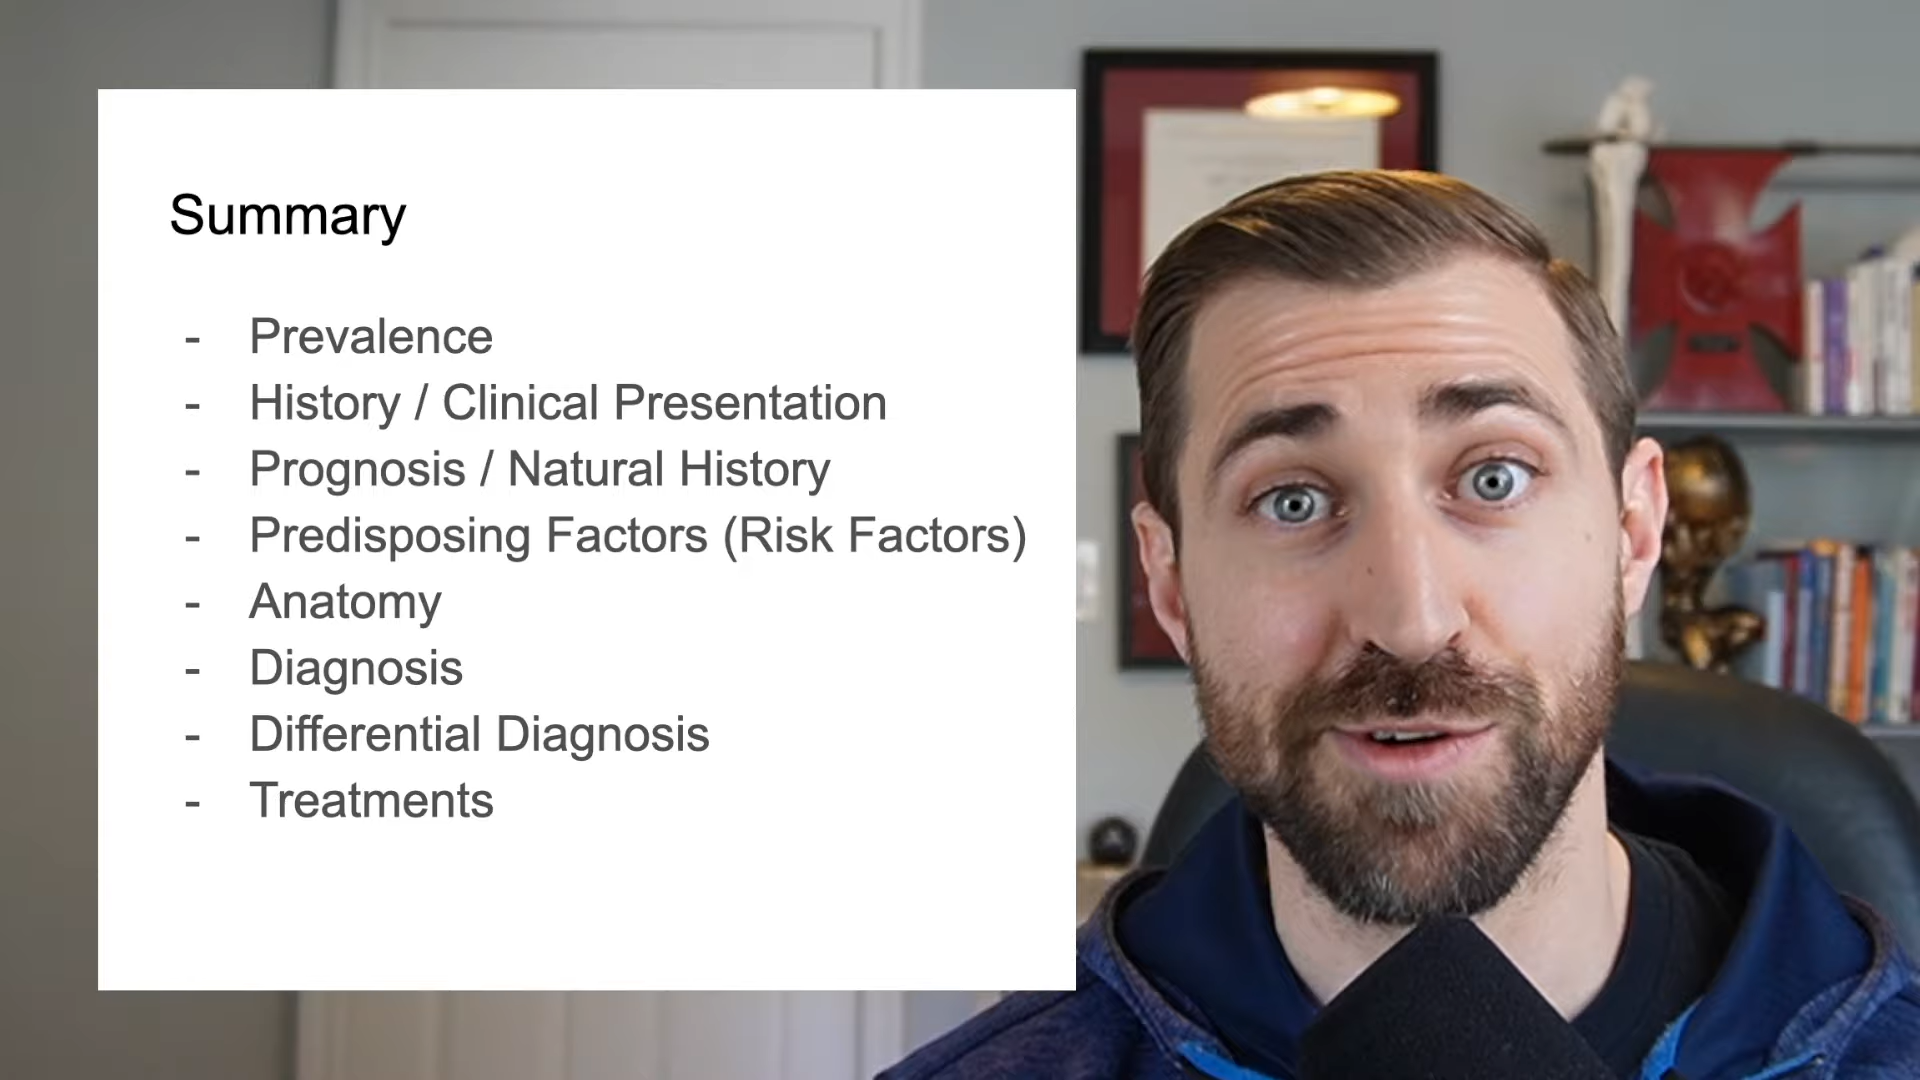 Summary
- Prevalence
- History / Clinical Presentation
- Prognosis / Natural History
- Predisposing Factors (Risk Factors)
- Anatomy
- Diagnosis
- Differential Diagnosis
- Treatments